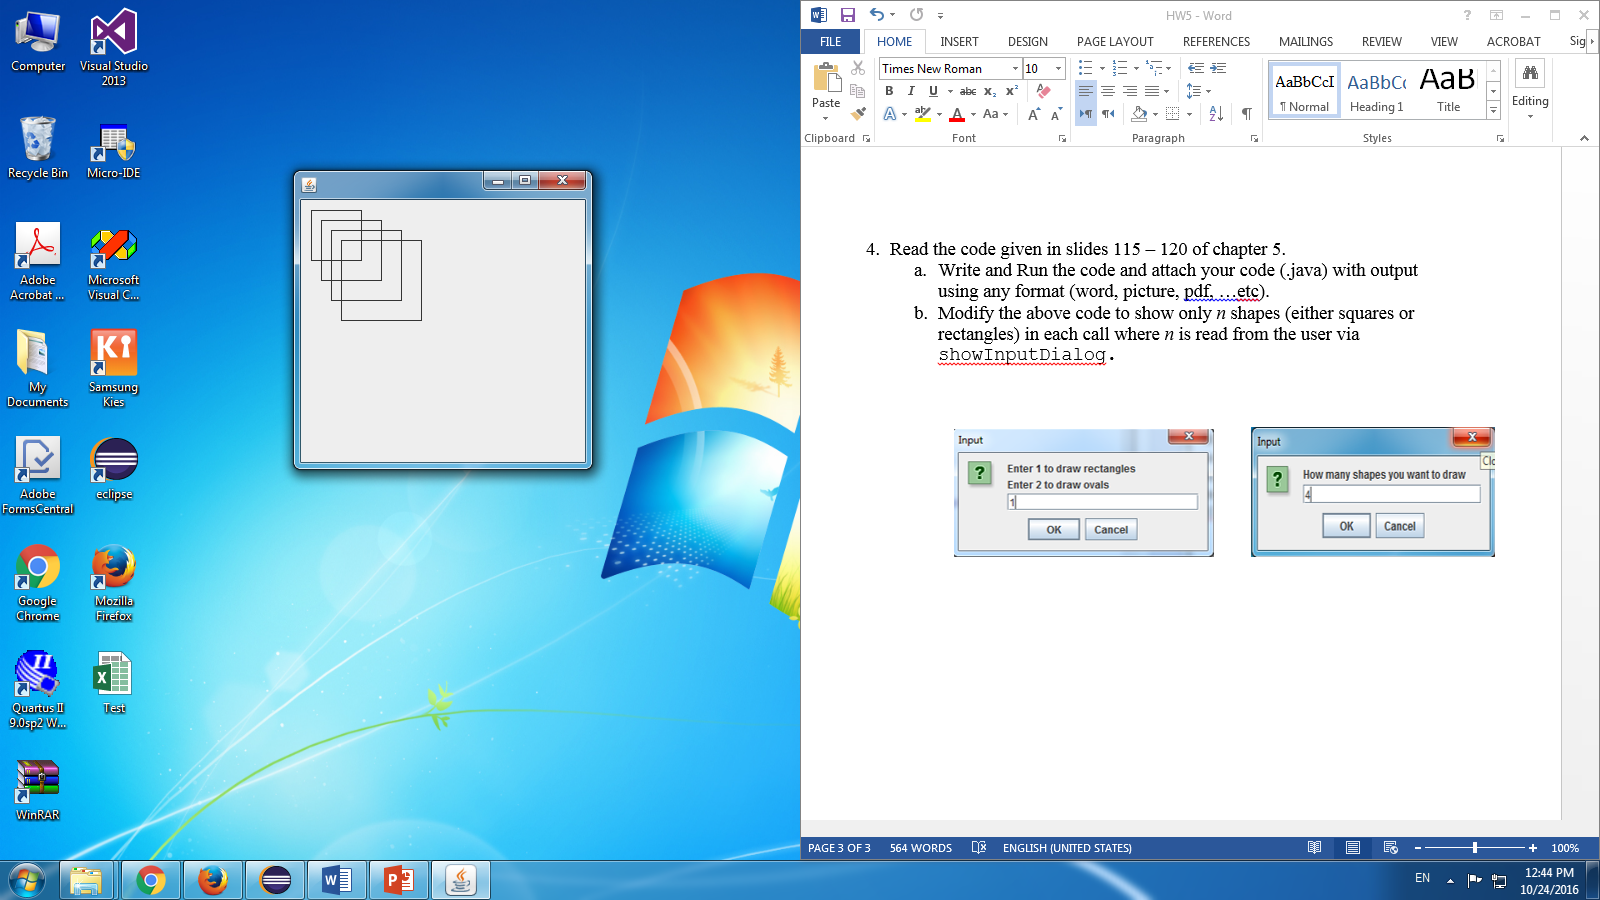 Computer
Visual Studio
2013
Recycle Bin
Micro-IDE
Adobe
Acrobat ...
Microsoft
Visual C...
My
Documents
Samsung
Kies
Adobe
FormsCentral
eclipse
Google
Chrome
Mozilla
Firefox
Quartus II
9.0sp2 W...
Test
WinRAR
HW5 - Word
FILE HOME INSERT DESIGN PAGE LAYOUT REFERENCES MAILINGS REVIEW VIEW ACROBAT Sig
Paste
Times New Roman 10
B I U abc x₂ x²
A aby A Aa A A
AaBbCcI AaBbCc AaB
¶ Normal Heading 1 Title
Editing
Clipboard Font Paragraph Styles
4. Read the code given in slides 115 – 120 of chapter 5.
a. Write and Run the code and attach your code (.java) with output
using any format (word, picture, pdf, …etc).
b. Modify the above code to show only n shapes (either squares or
rectangles) in each call where n is read from the user via
showInputDialog.
Input
Enter 1 to draw rectangles
Enter 2 to draw ovals
1
OK Cancel
Input
Clo
How many shapes you want to draw
4
OK Cancel
PAGE 3 OF 3 564 WORDS ENGLISH (UNITED STATES) 100%
EN
12:44 PM
10/24/2016